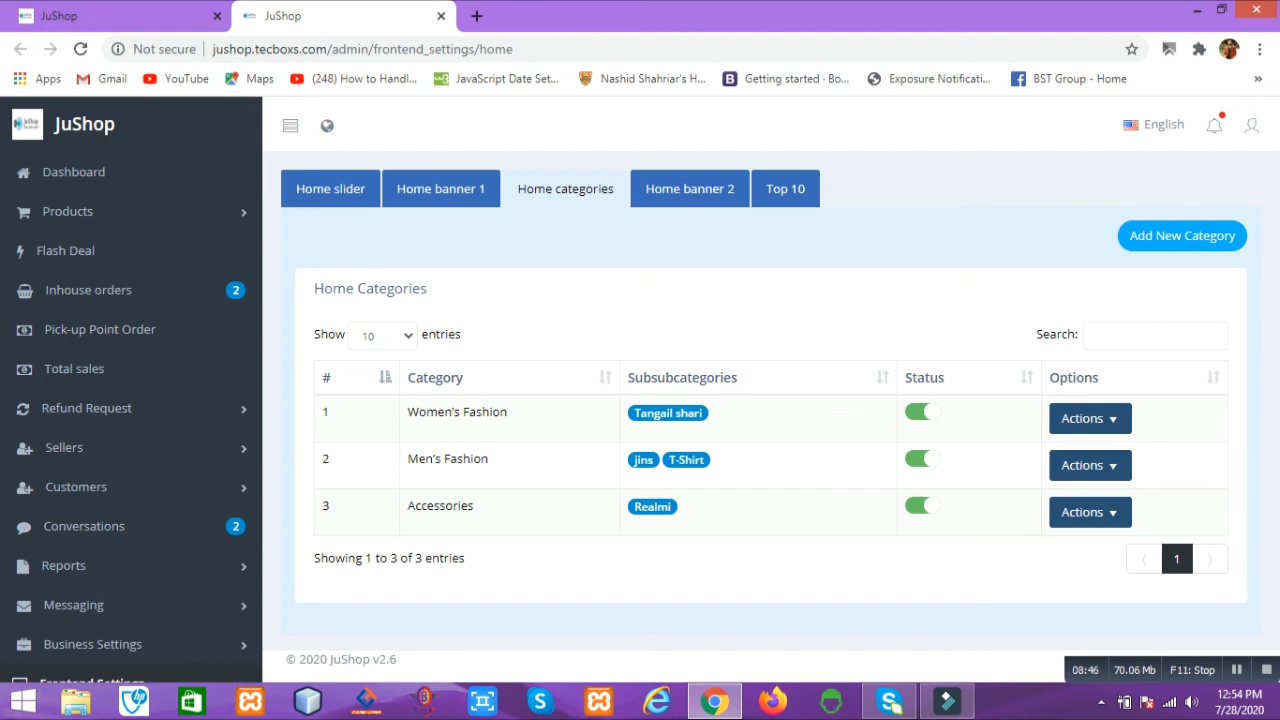 JuShop
JuShop
Not secure jushop.tecboxs.com/admin/frontend_settings/home
Apps Gmail YouTube Maps (248) How to Handl... JavaScript Date Set... Nashid Shahriar's H... Getting started · Bo... Exposure Notificati... BST Group - Home
JuShop
English
Dashboard
Products
Flash Deal
Inhouse orders 2
Pick-up Point Order
Total sales
Refund Request
Sellers
Customers
Conversations 2
Reports
Messaging
Business Settings
Frontend Settings
Home slider Home banner 1 Home categories Home banner 2 Top 10
Add New Category
Home Categories
Show 10 entries Search:
# Category Subsubcategories Status Options
1 Women's Fashion Tangail shari Actions
2 Men's Fashion jins T-Shirt Actions
3 Accessories Realmi Actions
Showing 1 to 3 of 3 entries 1
© 2020 JuShop v2.6
08:46 70.06 Mb F11: Stop
12:54 PM
7/28/2020